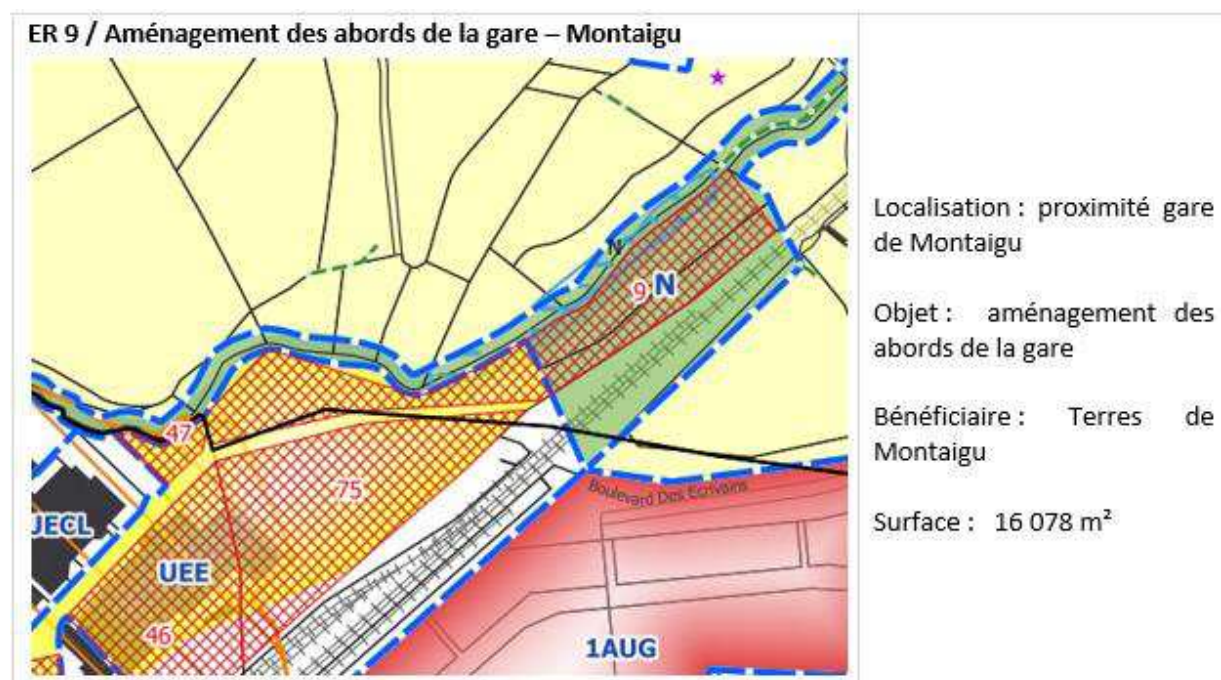 ER 9 / Aménagement des abords de la gare – Montaigu
N
9 N
47
75
JECL
UEE
46
Boulevard Des Ecrivains
1AUG
Localisation : proximité gare
de Montaigu
Objet : aménagement des
abords de la gare
Bénéficiaire : Terres de
Montaigu
Surface : 16 078 m²